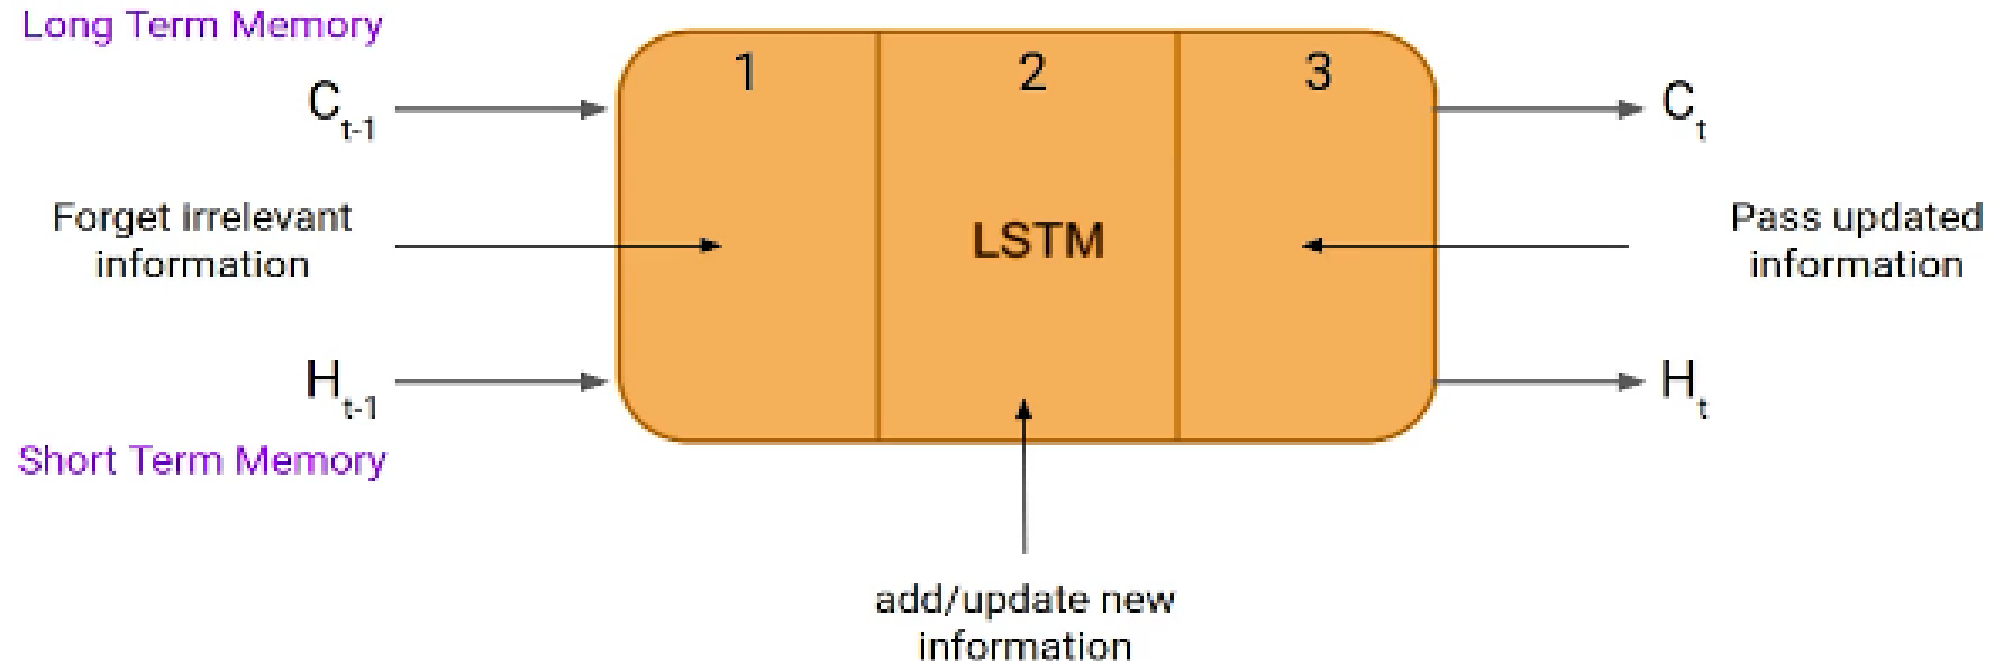 Long Term Memory
1
2
3
C t-1
C t
Forget irrelevant
information
LSTM
Pass updated
information
H t-1
H t
Short Term Memory
add/update new
information